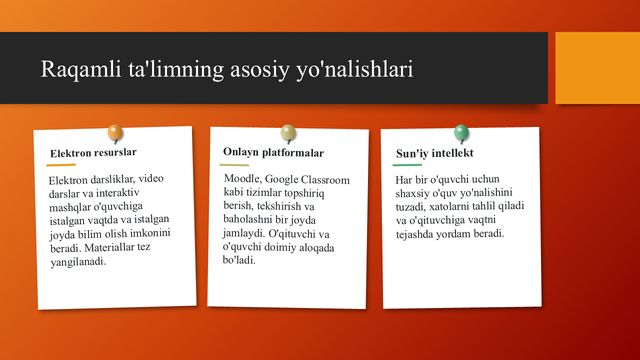 Raqamli ta'limning asosiy yo'nalishlari
Elektron resurslar
Elektron darsliklar, video
darslar va interaktiv
mashqlar o'quvchiga
istalgan vaqtda va istalgan
joyda bilim olish imkonini
beradi. Materiallar tez
yangilanadi.
Onlayn platformalar
Moodle, Google Classroom
kabi tizimlar topshiriq
berish, tekshirish va
baholashni bir joyda
jamlaydi. O'qituvchi va
o'quvchi doimiy aloqada
bo'ladi.
Sun'iy intellekt
Har bir o'quvchi uchun
shaxsiy o'quv yo'nalishini
tuzadi, xatolarni tahlil qiladi
va o'qituvchiga vaqtni
tejashda yordam beradi.